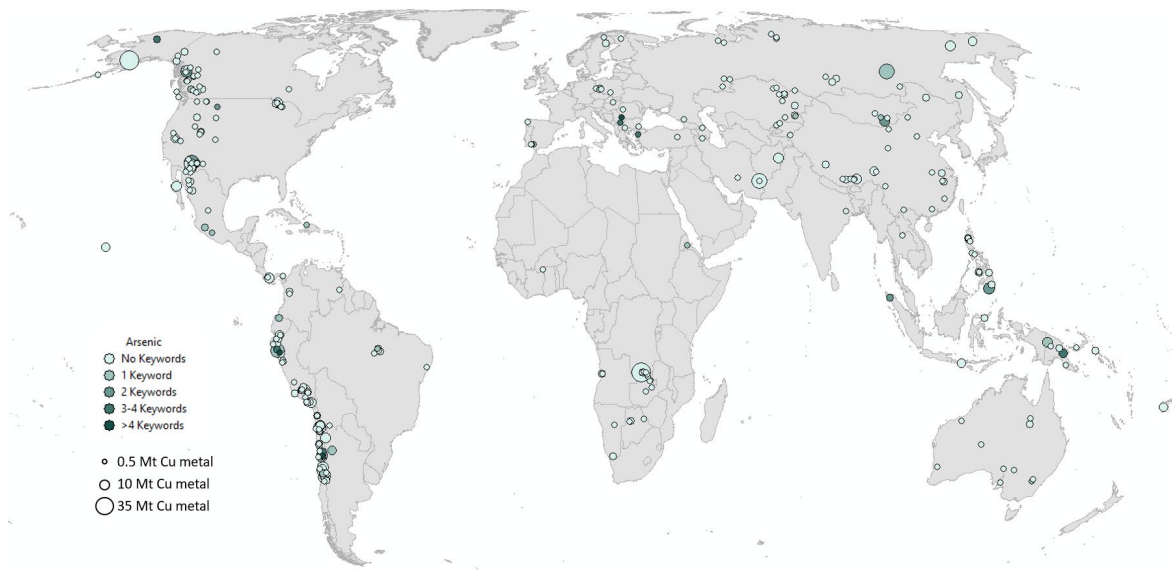 Arsenic
No Keywords
1 Keyword
2 Keywords
3-4 Keywords
>4 Keywords
0.5 Mt Cu metal
10 Mt Cu metal
35 Mt Cu metal